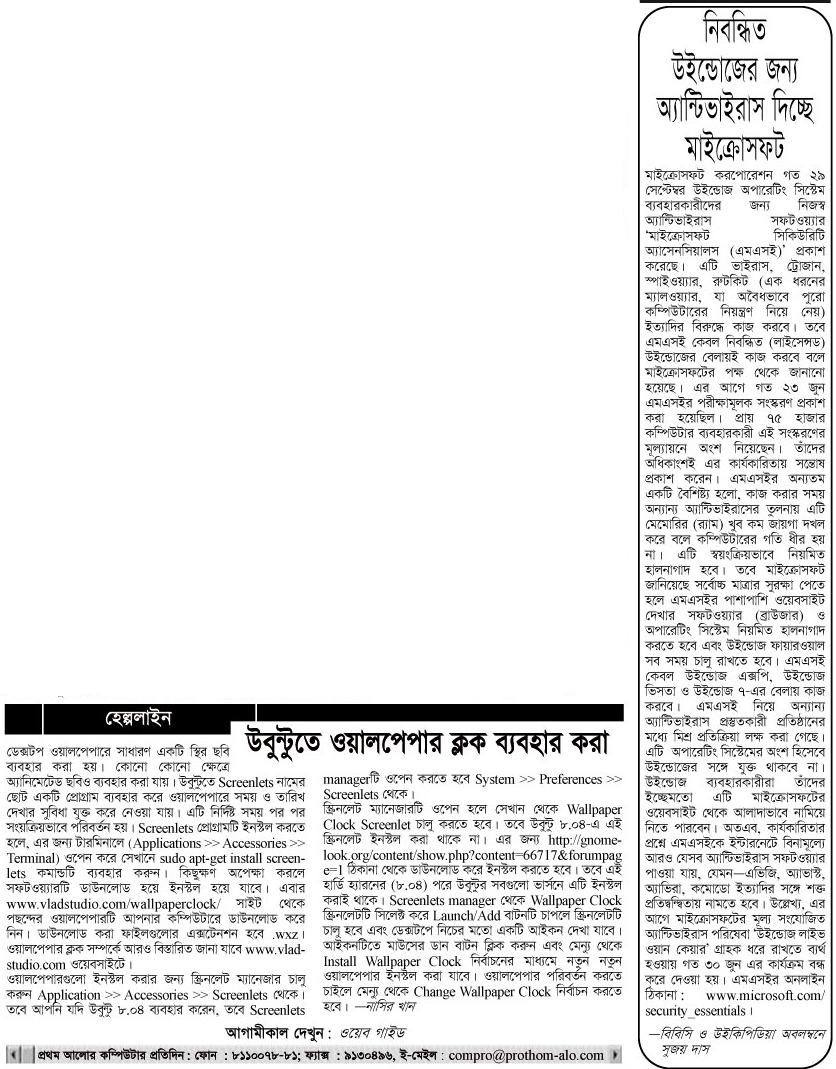 নিবন্ধিত
উইন্ডোজের জন্য
অ্যান্টিভাইরাস দিচ্ছে
মাইক্রোসফট
মাইক্রোসফট করপোরেশন গত ২৯
সেপ্টেম্বর উইন্ডোজ অপারেটিং সিস্টেম
ব্যবহারকারীদের জন্য নিজস্ব
অ্যান্টিভাইরাস সফটওয়্যার
‘মাইক্রোসফট সিকিউরিটি
অ্যাসেনসিয়ালস (এমএসই)’ প্রকাশ
করেছে। এটি ভাইরাস, ট্রোজান,
স্পাইওয়্যার, রুটকিট (এক ধরনের
ম্যালওয়্যার, যা অবৈধভাবে পুরো
কম্পিউটারের নিয়ন্ত্রণ নিয়ে নেয়)
ইত্যাদির বিরুদ্ধে কাজ করবে। তবে
এমএসই কেবল নিবন্ধিত (লাইসেন্সড)
উইন্ডোজের বেলায়ই কাজ করবে বলে
মাইক্রোসফটের পক্ষ থেকে জানানো
হয়েছে। এর আগে গত ২৩ জুন
এমএসইর পরীক্ষামূলক সংস্করণ প্রকাশ
করা হয়েছিল। প্রায় ৭৫ হাজার
কম্পিউটার ব্যবহারকারী এই সংস্করণের
মূল্যায়নে অংশ নিয়েছেন। তাঁদের
অধিকাংশই এর কার্যকারিতায় সন্তোষ
প্রকাশ করেন। এমএসইর অন্যতম
একটি বৈশিষ্ট্য হলো, কাজ করার সময়
অন্যান্য অ্যান্টিভাইরাসের তুলনায় এটি
মেমোরির (র‌্যাম) খুব কম জায়গা দখল
করে বলে কম্পিউটারের গতি ধীর হয়
না। এটি স্বয়ংক্রিয়ভাবে নিয়মিত
হালনাগাদ হবে। তবে মাইক্রোসফট
জানিয়েছে সর্বোচ্চ মাত্রার সুরক্ষা পেতে
হলে এমএসইর পাশাপাশি ওয়েবসাইট
দেখার সফটওয়্যার (ব্রাউজার) ও
অপারেটিং সিস্টেম নিয়মিত হালনাগাদ
করতে হবে এবং উইন্ডোজ ফায়ারওয়াল
সব সময় চালু রাখতে হবে। এমএসই
কেবল উইন্ডোজ এক্সপি, উইন্ডোজ
ভিসতা ও উইন্ডোজ ৭-এর বেলায় কাজ
করবে। এমএসই নিয়ে অন্যান্য
অ্যান্টিভাইরাস প্রস্তুতকারী প্রতিষ্ঠানের
মধ্যে মিশ্র প্রতিক্রিয়া লক্ষ করা গেছে।
এটি অপারেটিং সিস্টেমের অংশ হিসেবে
উইন্ডোজের সঙ্গে যুক্ত থাকবে না।
উইন্ডোজ ব্যবহারকারীরা তাঁদের
ইচ্ছেমতো এটি মাইক্রোসফটের
ওয়েবসাইট থেকে আলাদাভাবে নামিয়ে
নিতে পারবেন। অতএব, কার্যকারিতার
প্রশ্নে এমএসইকে ইন্টারনেটে বিনামূল্যে
আরও যেসব অ্যান্টিভাইরাস সফটওয়্যার
পাওয়া যায়, যেমন—এভিজি, অ্যাভাস্ট,
অ্যাভিরা, কমোডো ইত্যাদির সঙ্গে শক্ত
প্রতিদ্বন্দ্বিতায় নামতে হবে। উল্লেখ্য, এর
আগে মাইক্রোসফটের মূল্য সংযোজিত
অ্যান্টিভাইরাস পরিষেবা ‘উইন্ডোজ লাইভ
ওয়ান কেয়ার’ গ্রাহক ধরে রাখতে ব্যর্থ
হওয়ায় গত ৩০ জুন এর কার্যক্রম বন্ধ
করে দেওয়া হয়। এমএসইর অনলাইন
ঠিকানা : www.microsoft.com/
security_essentials।
—বিবিসি ও উইকিপিডিয়া অবলম্বনে
সুজয় দাস
হেল্পলাইন
উবুন্টুতে ওয়ালপেপার ক্লক ব্যবহার করা
ডেক্সটপ ওয়ালপেপারে সাধারণ একটি স্থির ছবি
ব্যবহার করা হয়। কোনো কোনো ক্ষেত্রে
অ্যানিমেটেড ছবিও ব্যবহার করা যায়। উবুন্টুতে Screenlets নামের
ছোট একটি প্রোগ্রাম ব্যবহার করে ওয়ালপেপারে সময় ও তারিখ
দেখার সুবিধা যুক্ত করে নেওয়া যায়। এটি নির্দিষ্ট সময় পর পর
সংয়ক্রিয়ভাবে পরিবর্তন হয়। Screenlets প্রোগ্রামটি ইনস্টল করতে
হলে, এর জন্য টারমিনালে (Applications >> Accessories >>
Terminal) ওপেন করে সেখানে sudo apt-get install screen-
lets কমান্ডটি ব্যবহার করুন। কিছুক্ষণ অপেক্ষা করলে
সফটওয়্যারটি ডাউনলোড হয়ে ইনস্টল হয়ে যাবে। এবার
www.vladstudio.com/wallpaperclock/ সাইট থেকে
পছন্দের ওয়ালপেপারটি আপনার কম্পিউটারে ডাউনলোড করে
নিন। ডাউনলোড করা ফাইলগুলোর এক্সটেনশন হবে .wxz।
ওয়ালপেপার ক্লক সম্পর্কে আরও বিস্তারিত জানা যাবে www.vlad-
studio.com ওয়েবসাইটে।
ওয়ালপেপারগুলো ইনস্টল করার জন্য স্ক্রিনলেট ম্যানেজার চালু
করুন Application >> Accessories >> Screenlets থেকে।
তবে আপনি যদি উবুন্টু ৮.০৪ ব্যবহার করেন, তবে Screenlets
managerটি ওপেন করতে হবে System >> Preferences >>
Screenlets থেকে।
স্ক্রিনলেট ম্যানেজারটি ওপেন হলে সেখান থেকে Wallpaper
Clock Screenlet চালু করতে হবে। তবে উবুন্টু ৮.০৪-এ এই
স্ক্রিনলেট ইনস্টল করা থাকে না। এর জন্য http://gnome-
look.org/content/show.php?content=66717&forumpag
e=1 ঠিকানা থেকে ডাউনলোড করে ইনস্টল করতে হবে। তবে এই
হার্ডি হ্যারনের (৮.০৪) পরে উবুন্টুর সবগুলো ভার্সনে এটি ইনস্টল
করাই থাকে। Screenlets manager থেকে Wallpaper Clock
স্ক্রিনলেটটি সিলেক্ট করে Launch/Add বাটনটি চাপলে স্ক্রিনলেটটি
চালু হবে এবং ডেক্সটপে নিচের মতো একটি আইকন দেখা যাবে।
আইকনটিতে মাউসের ডান বাটন ক্লিক করুন এবং মেন্যু থেকে
Install Wallpaper Clock নির্বাচনের মাধ্যমে নতুন নতুন
ওয়ালপেপার ইনস্টল করা যাবে। ওয়ালপেপার পরিবর্তন করতে
চাইলে মেন্যু থেকে Change Wallpaper Clock নির্বাচন করতে
হবে। —নাসির খান
আগামীকাল দেখুন : ওয়েব গাইড
প্রথম আলোর কম্পিউটার প্রতিদিন : ফোন : ৮১১০০৭৮-৮১; ফ্যাক্স : ৯১৩০৪৯৬, ই-মেইল : compro@prothom-alo.com